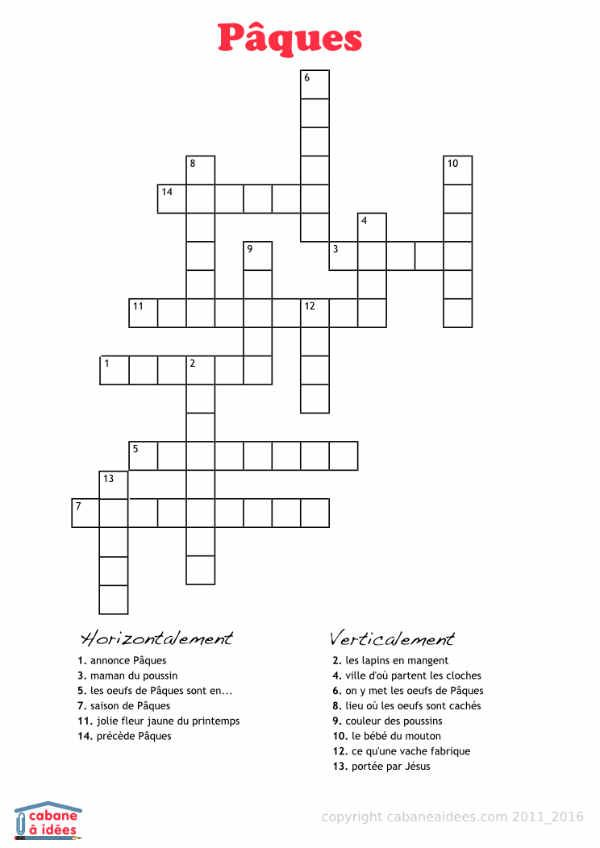 Pâques
6
8
10
14
4
9
3
11
12
1
2
5
13
7
Horizontalement
1. annonce Pâques
3. maman du poussin
5. les oeufs de Pâques sont en...
7. saison de Pâques
11. jolie fleur jaune du printemps
14. précède Pâques
Verticalement
2. les lapins en mangent
4. ville d'où partent les cloches
6. on y met les oeufs de Pâques
8. lieu où les oeufs sont cachés
9. couleur des poussins
10. le bébé du mouton
12. ce qu'une vache fabrique
13. portée par Jésus
cabane
à idées
copyright cabaneaidees.com 2011_2016